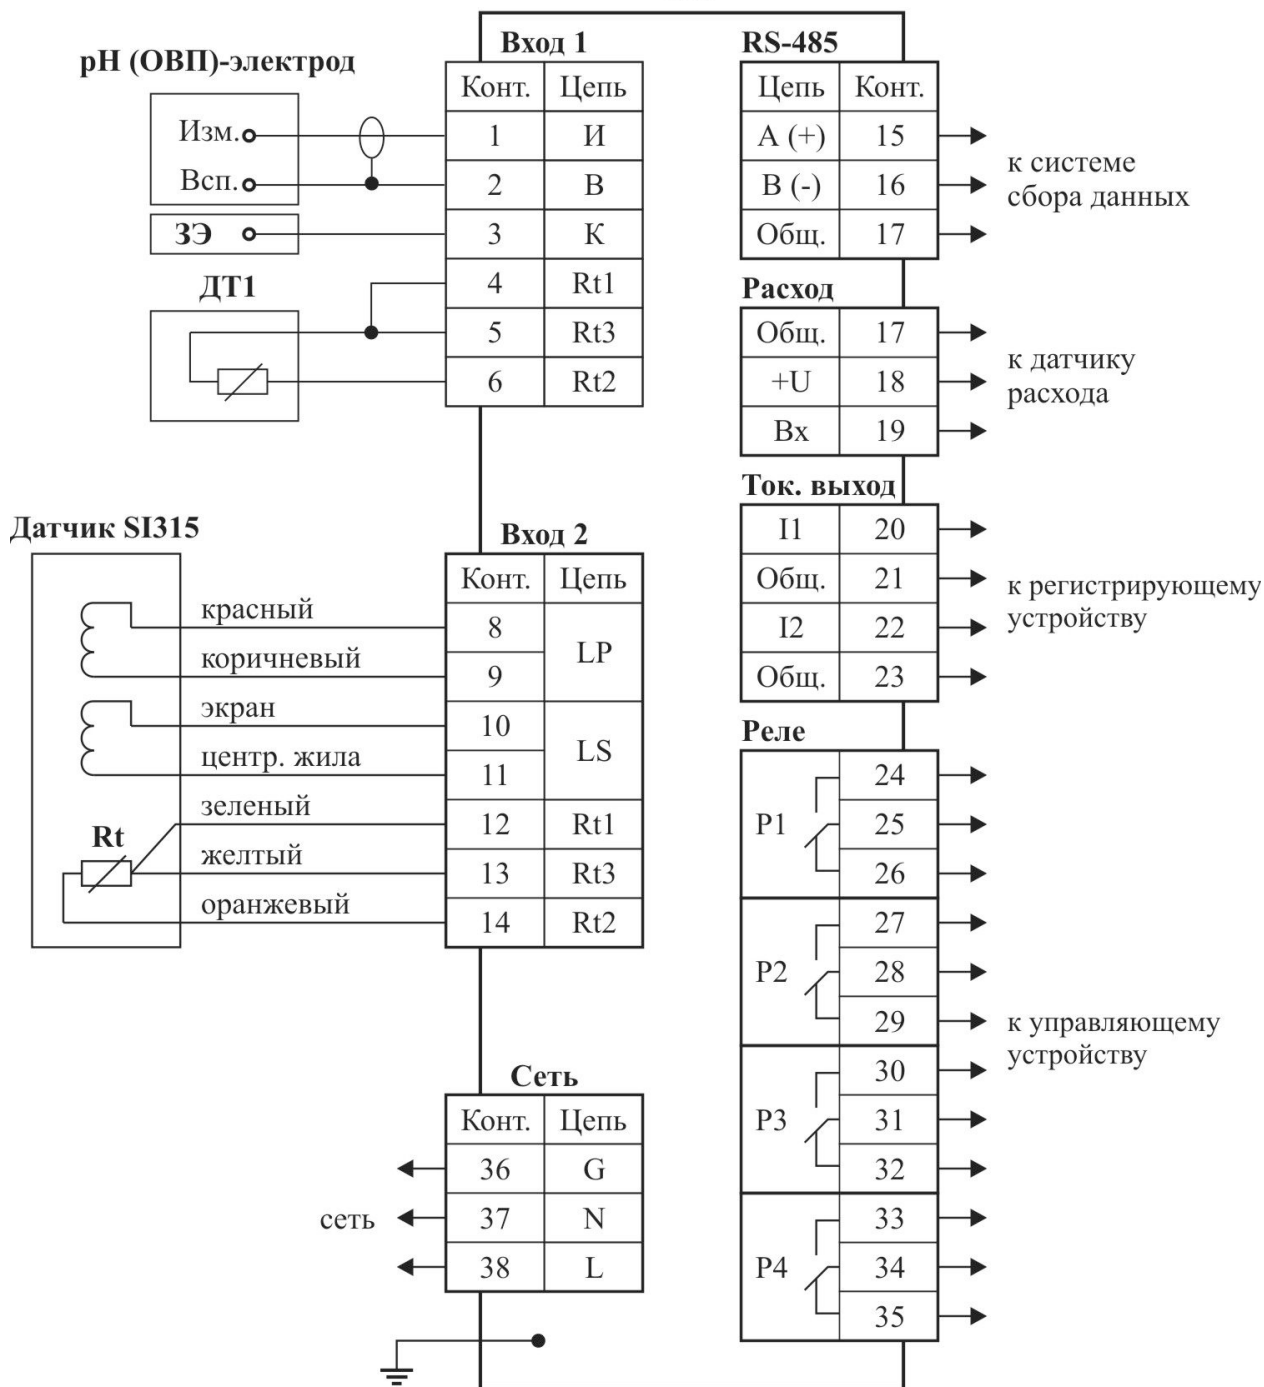 pH (ОВП)-электрод
Изм.
Всп.
ЗЭ
ДТ1
Вход 1
Конт. Цепь
1 И
2 В
3 К
4 Rt1
5 Rt3
6 Rt2
Датчик SI315
красный
коричневый
экран
центр. жила
зеленый
Rt
желтый
оранжевый
Вход 2
Конт. Цепь
8
LP
9
10
LS
11
12 Rt1
13 Rt3
14 Rt2
Сеть
Конт. Цепь
36 G
сеть
37 N
38 L
RS-485
Цепь Конт.
A (+) 15
B (-) 16
Общ. 17
к системе
сбора данных
Расход
Общ. 17
+U 18
Вх 19
к датчику
расхода
Ток. выход
I1 20
Общ. 21
I2 22
Общ. 23
к регистрирующему
устройству
Реле
24
P1 25
26
27
P2 28
29
30
P3 31
32
33
P4 34
35
к управляющему
устройству